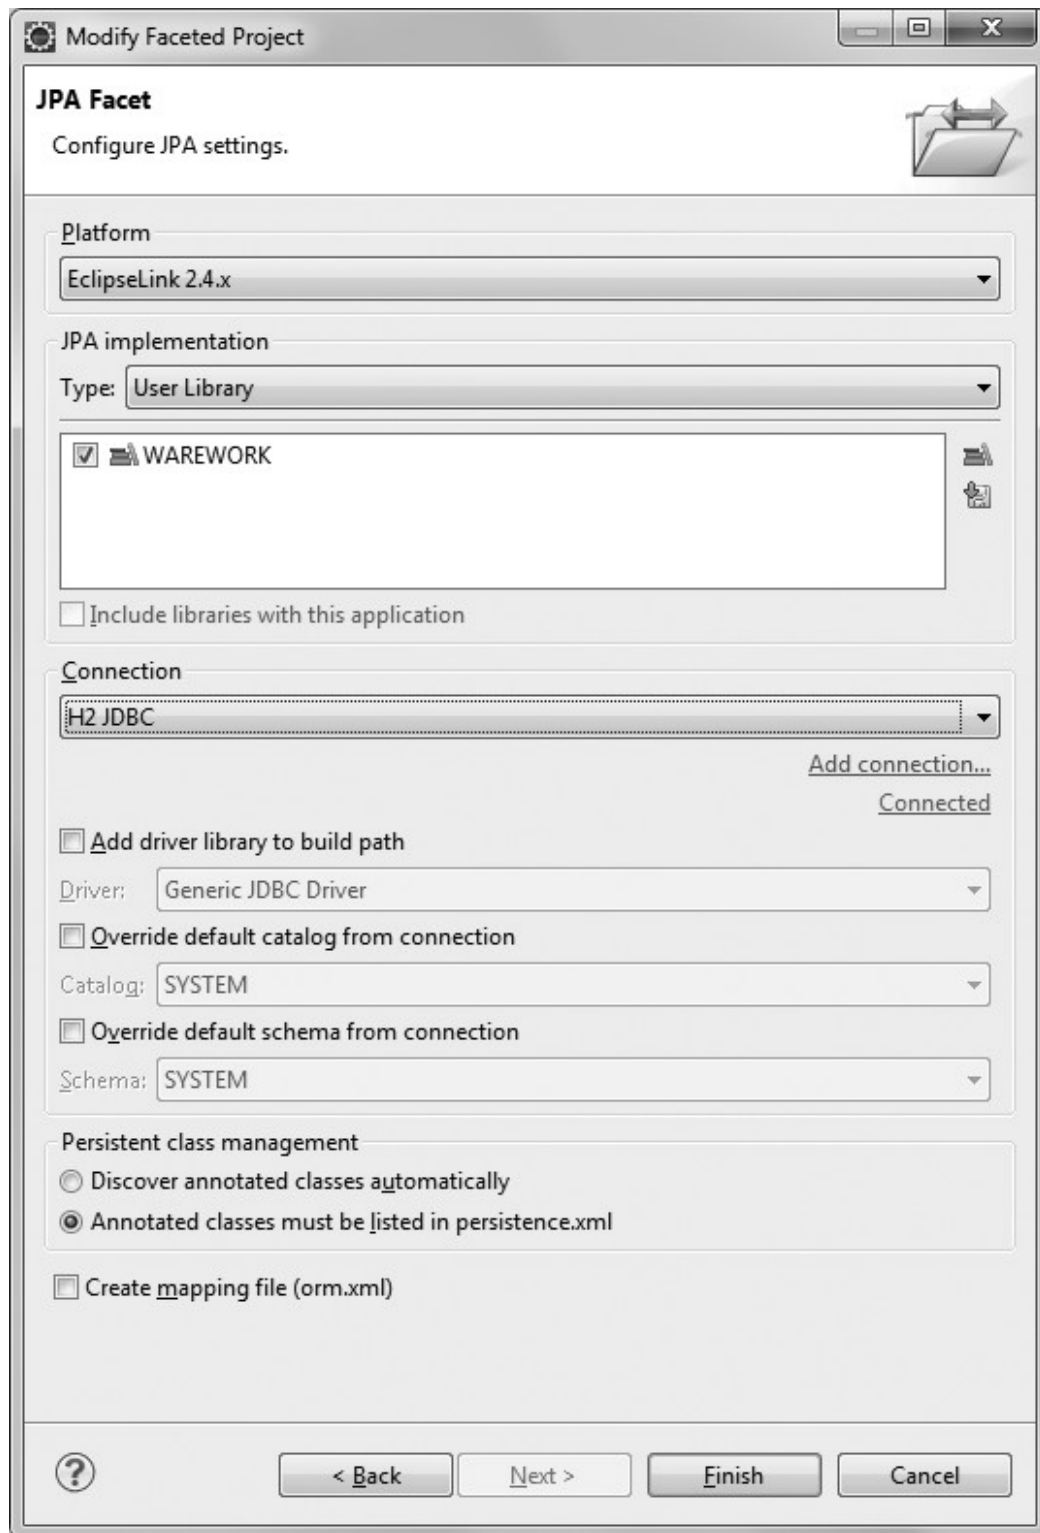 Modify Faceted Project
JPA Facet
Configure JPA settings.
Platform
EclipseLink 2.4.x
JPA implementation
Type: User Library
WAREWORK
Include libraries with this application
Connection
H2 JDBC
Add connection...
Connected
Add driver library to build path
Driver: Generic JDBC Driver
Override default catalog from connection
Catalog: SYSTEM
Override default schema from connection
Schema: SYSTEM
Persistent class management
Discover annotated classes automatically
Annotated classes must be listed in persistence.xml
Create mapping file (orm.xml)
? < Back Next > Finish Cancel